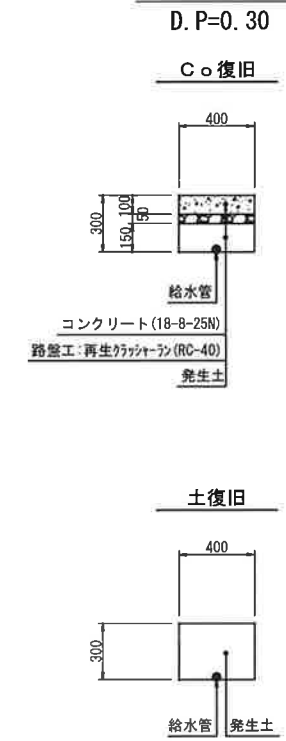 D.P=0.30
Co復旧
400
300
100
50
150
給水管
コンクリート(18-8-25N)
路盤工:再生クラッシャーラン(RC-40)
発生土
土復旧
400
300
給水管 発生土